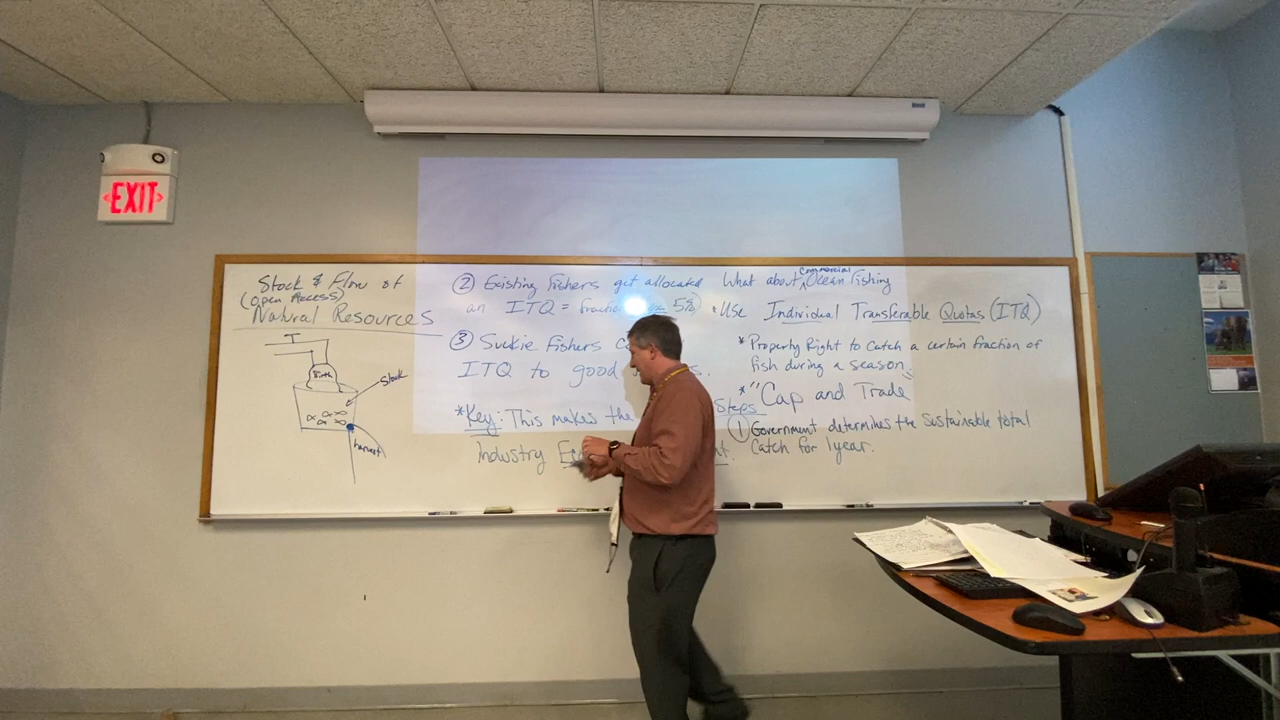 EXIT
Stock & Flow of
(Open Access)
Natural Resources
Birth
Stock
harvest
② Existing Fishers get allocated
an ITQ = 5%)
③ Suckie Fishers
ITQ to good
*Key: This makes the
Industry
What about Commercial Ocean Fishing
• Use Individual Transferable Quotas (ITQ)
* Property Right to Catch a certain fraction of
fish during a season
* "Cap and Trade
Steps
① Government determines the sustainable total
Catch for 1 year.